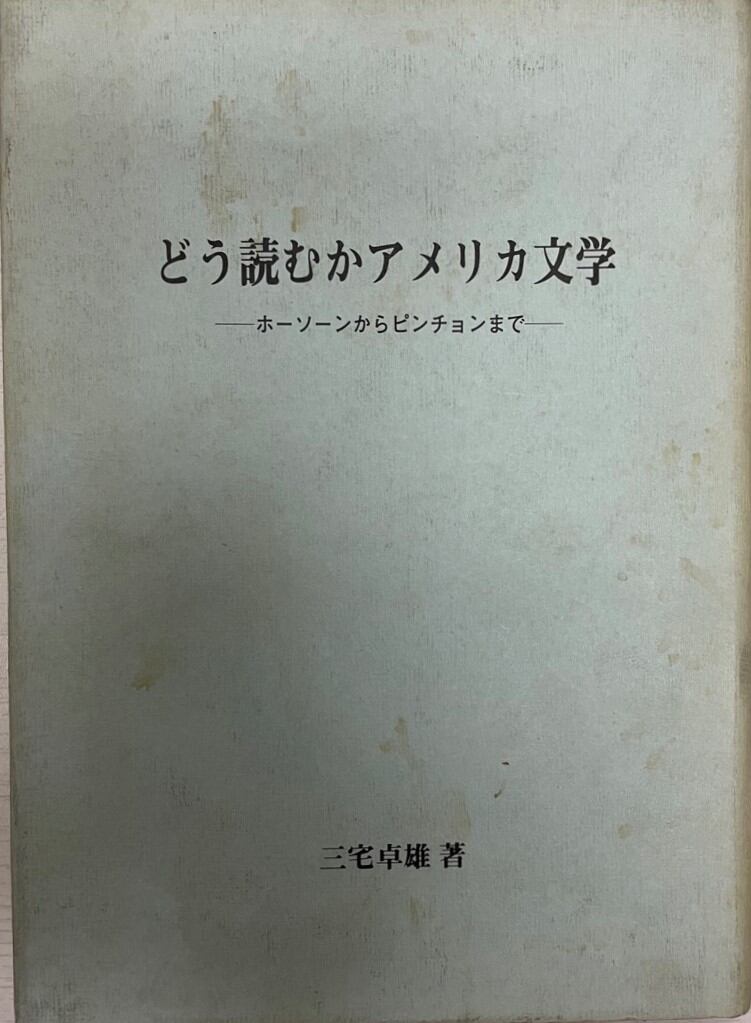 どう読むかアメリカ文学
——ホーソーンからピンチョンまで——
三宅卓雄 著